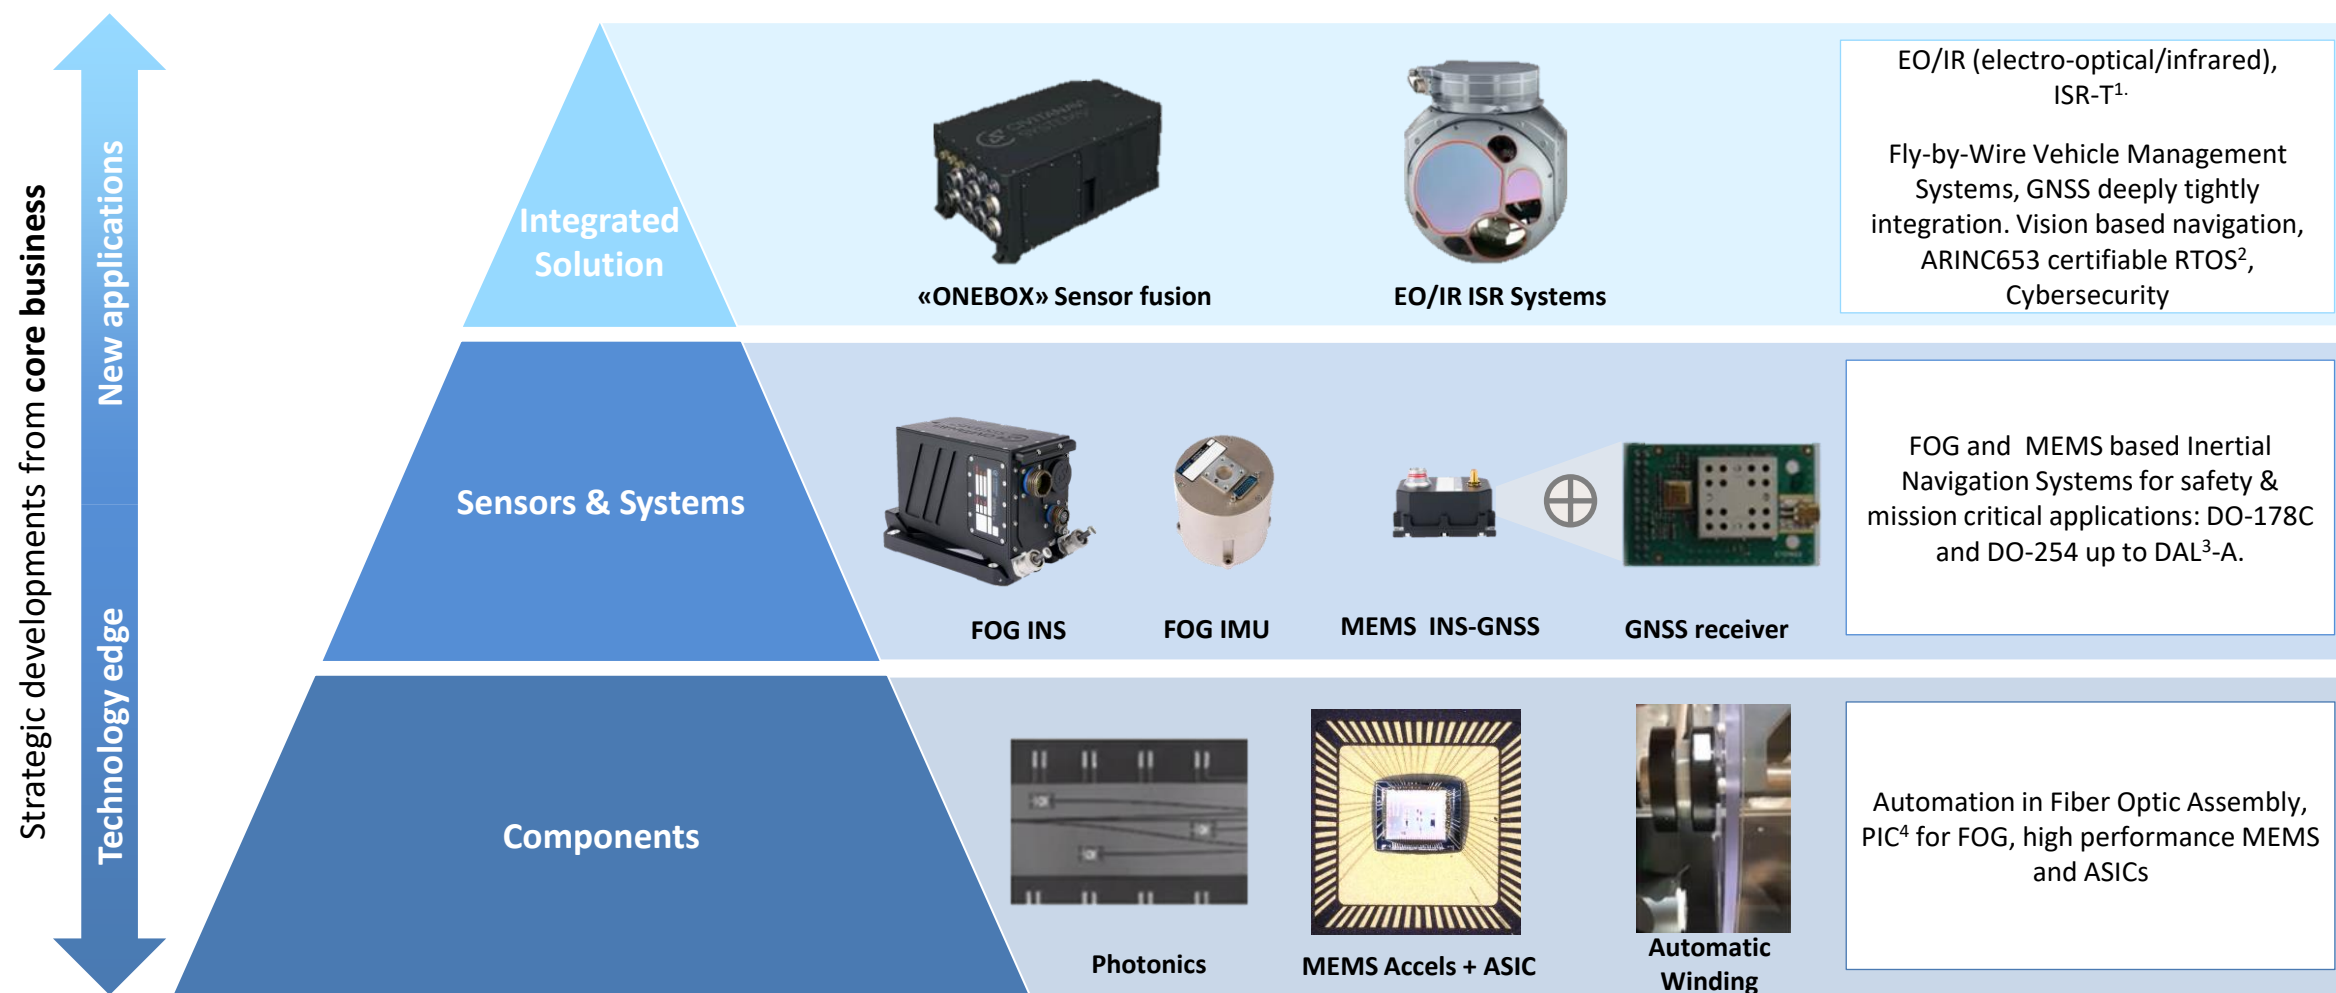 Strategic developments from core business
New applications
Technology edge
Integrated
Solution
CIVITANAVI
SYSTEMS
«ONEBOX» Sensor fusion
EO/IR ISR Systems
EO/IR (electro-optical/infrared),
ISR-T¹·
Fly-by-Wire Vehicle Management
Systems, GNSS deeply tightly
integration. Vision based navigation,
ARINC653 certifiable RTOS²,
Cybersecurity
Sensors & Systems
FOG INS
FOG IMU
MEMS  INS-GNSS
GNSS receiver
FOG and  MEMS based Inertial
Navigation Systems for safety &
mission critical applications: DO-178C
and DO-254 up to DAL³-A.
Components
Photonics
MEMS Accels + ASIC
Automatic
Winding
Automation in Fiber Optic Assembly,
PIC⁴ for FOG, high performance MEMS
and ASICs